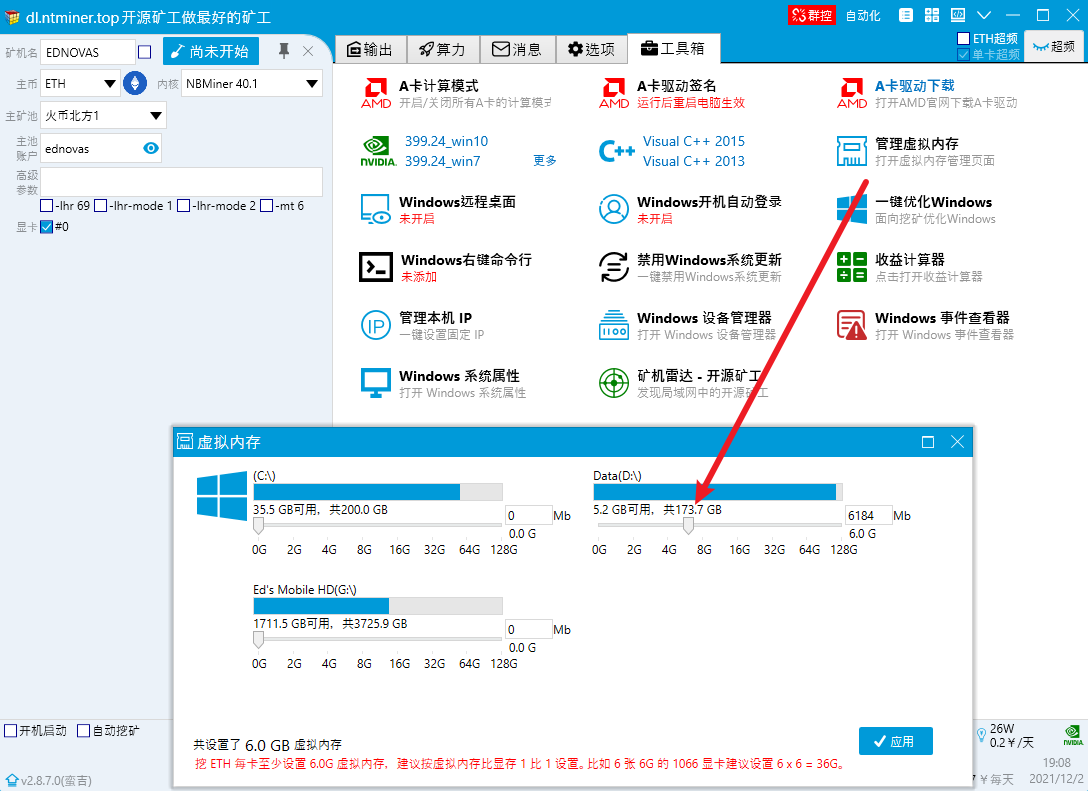 dl.ntminer.top 开源矿工做最好的矿工
群控 自动化
矿机名 EDNOVAS 尚未开始
输出 算力 消息 选项 工具箱
ETH超频
单卡超频
超频
主币 ETH 内核 NBMiner 40.1
主矿池 火币北方1
主池账户 ednovas
高级参数
-lhr 69 -lhr-mode 1 -lhr-mode 2 -mt 6
显卡 #0
AMD A卡计算模式
开启/关闭所有A卡的计算模式
AMD A卡驱动签名
运行后重启电脑生效
AMD A卡驱动下载
打开AMD官网下载A卡驱动
NVIDIA. 399.24_win10
399.24_win7 更多
C++ Visual C++ 2015
Visual C++ 2013
管理虚拟内存
打开虚拟内存管理页面
Windows远程桌面
未开启
Windows开机自动登录
未开启
一键优化Windows
面向挖矿优化Windows
Windows右键命令行
未添加
禁用Windows系统更新
一键禁用Windows系统更新
收益计算器
点击打开收益计算器
IP 管理本机 IP
一键设置固定 IP
Windows 设备管理器
打开 Windows 设备管理器
Windows 事件查看器
打开 Windows 事件查看器
Windows 系统属性
打开 Windows 系统属性
矿机雷达 - 开源矿工
发现局域网中的开源矿工
虚拟内存
(C:\)
35.5 GB可用，共200.0 GB
0 Mb
0.0 G
0G 2G 4G 8G 16G 32G 64G 128G
Data(D:\)
5.2 GB可用，共173.7 GB
6184 Mb
6.0 G
0G 2G 4G 8G 16G 32G 64G 128G
Ed's Mobile HD(G:\)
1711.5 GB可用，共3725.9 GB
0 Mb
0.0 G
0G 2G 4G 8G 16G 32G 64G 128G
共设置了 6.0 GB 虚拟内存
应用
挖 ETH 每卡至少设置 6.0G 虚拟内存，建议按虚拟内存比显存 1 比 1 设置。比如 6 张 6G 的 1066 显卡建议设置 6 x 6 = 36G。
开机启动 自动挖矿
26W
0.2￥/天
NVIDIA.
v2.8.7.0(蛮吉)
￥每天
19:08
2021/12/2